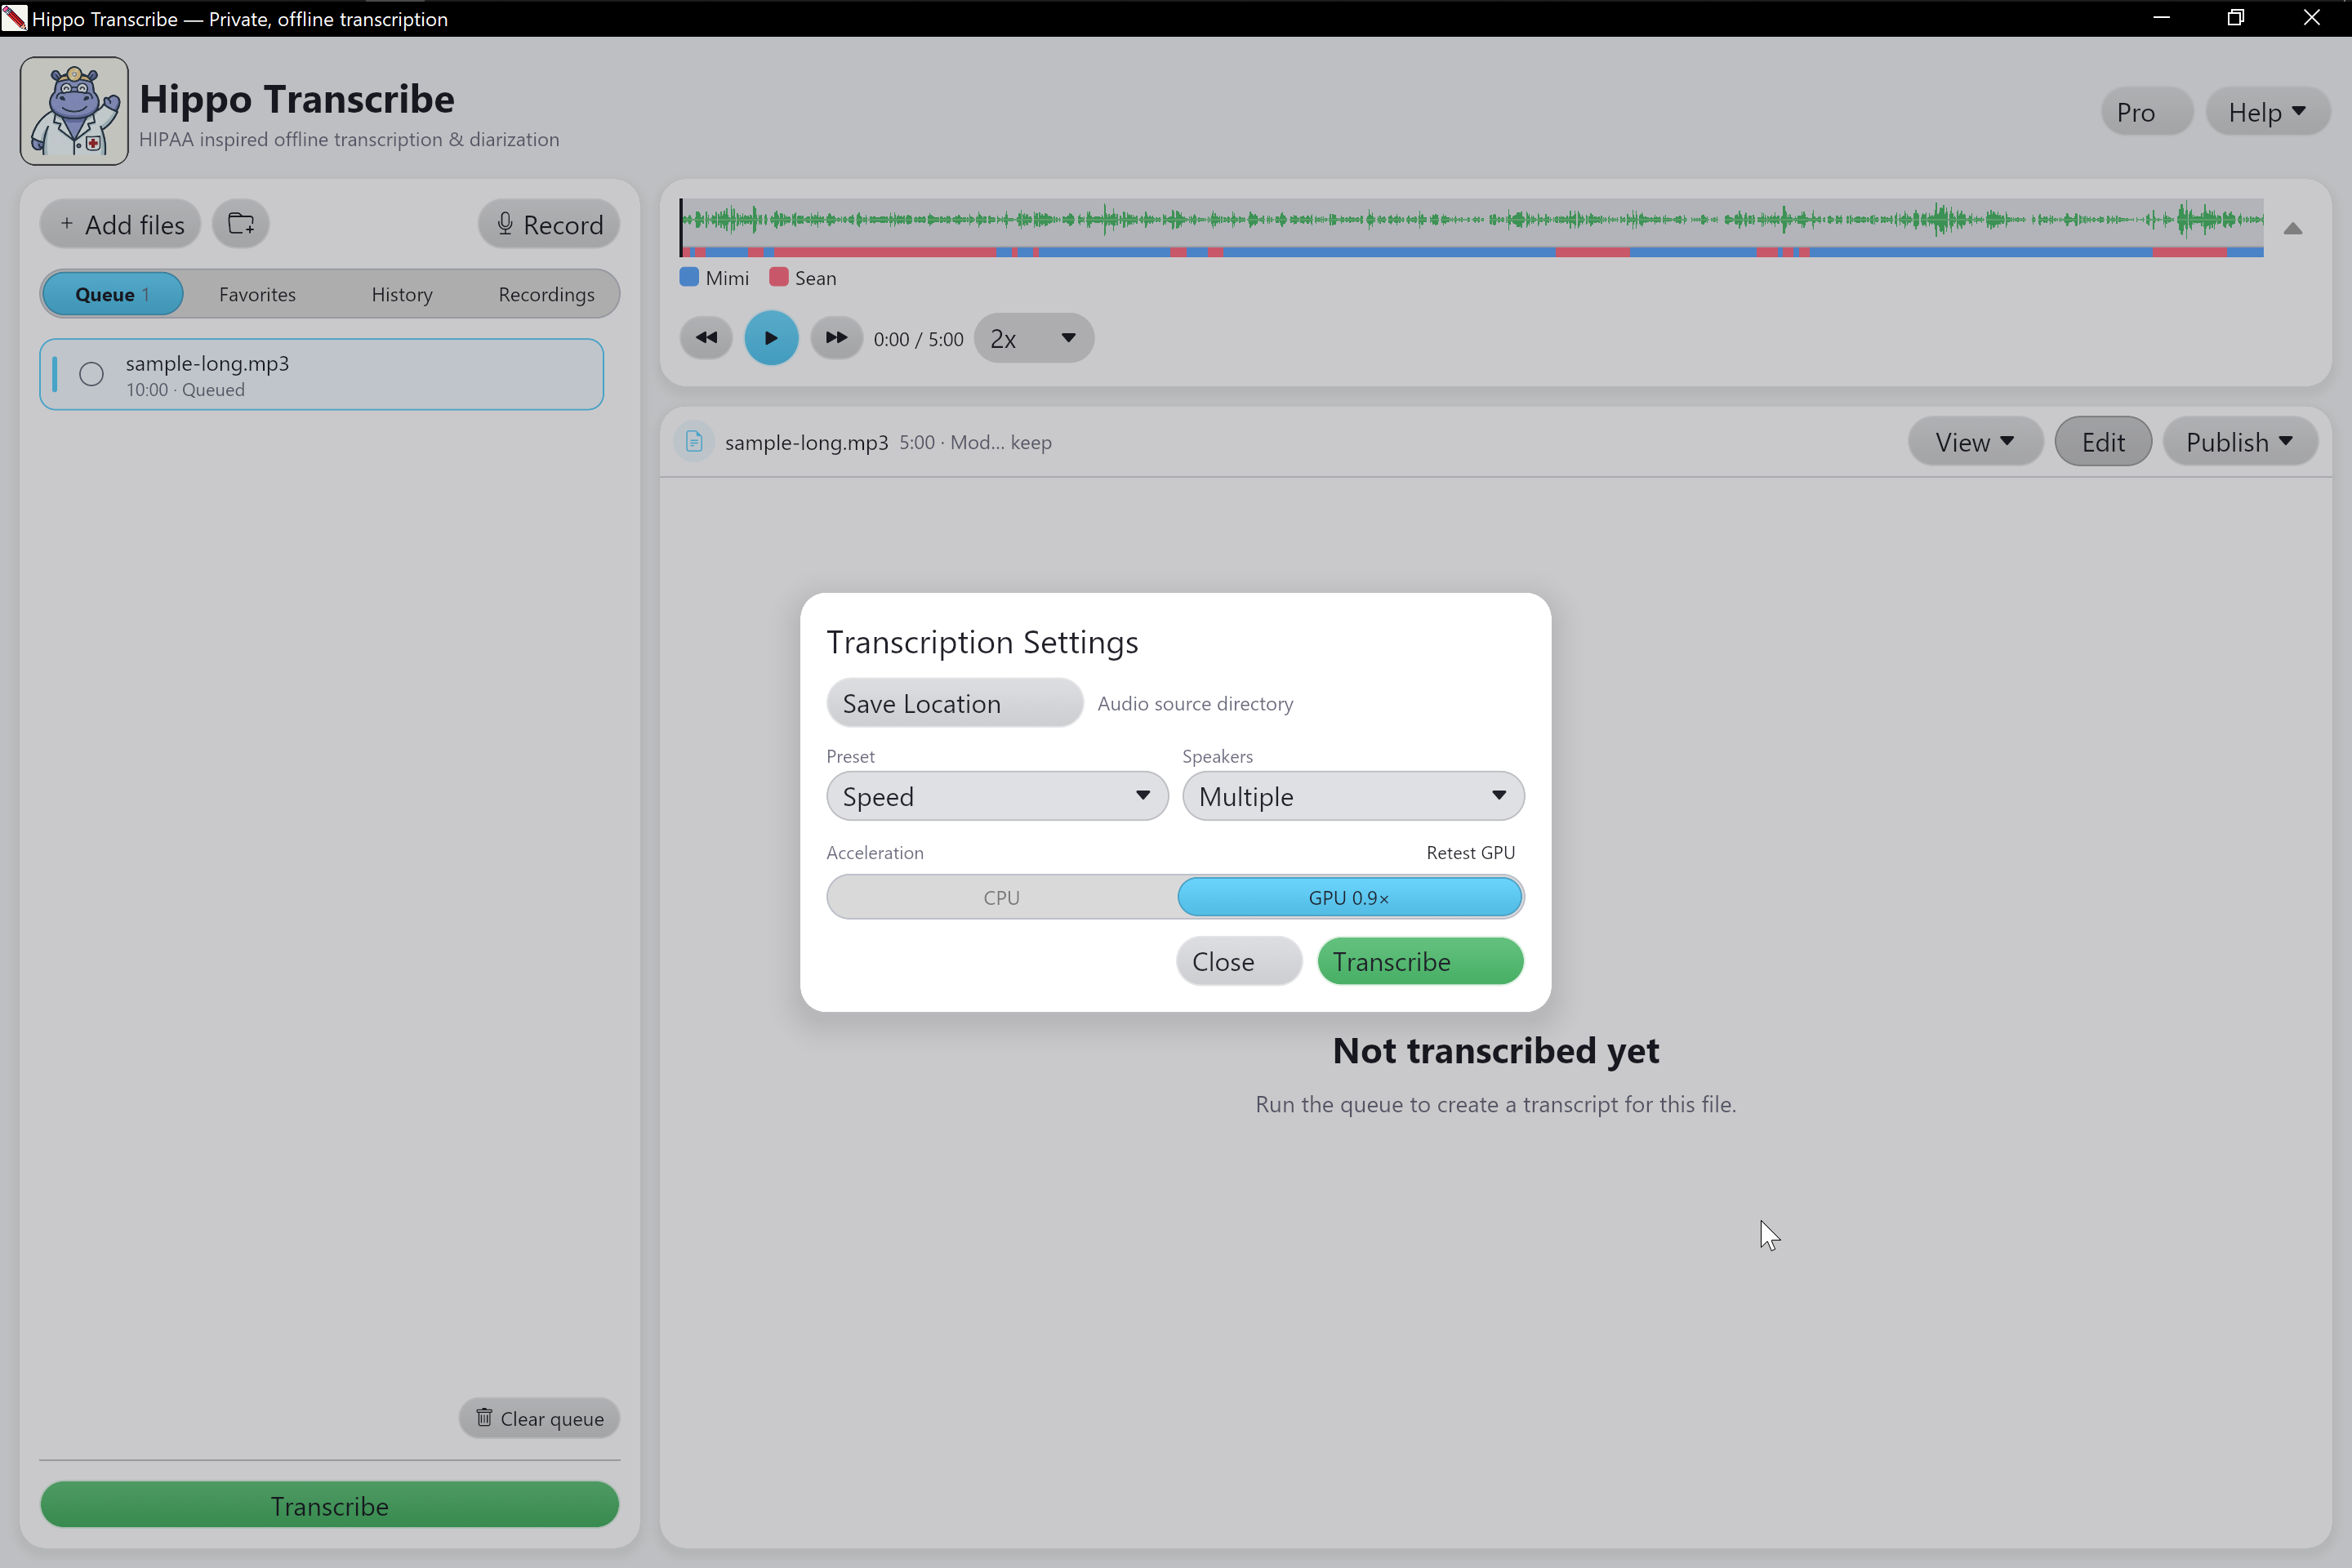 Hippo Transcribe — Private, offline transcription
Hippo Transcribe
HIPAA inspired offline transcription & diarization
Pro
Help
+ Add files
Record
Queue 1
Favorites
History
Recordings
sample-long.mp3
10:00 · Queued
Clear queue
Transcribe
Mimi
Sean
0:00 / 5:00
2x
sample-long.mp3 5:00 · Mod... keep
View
Edit
Publish
Transcription Settings
Save Location
Audio source directory
Preset
Speakers
Speed
Multiple
Acceleration
Retest GPU
CPU
GPU 0.9×
Close
Transcribe
Not transcribed yet
Run the queue to create a transcript for this file.